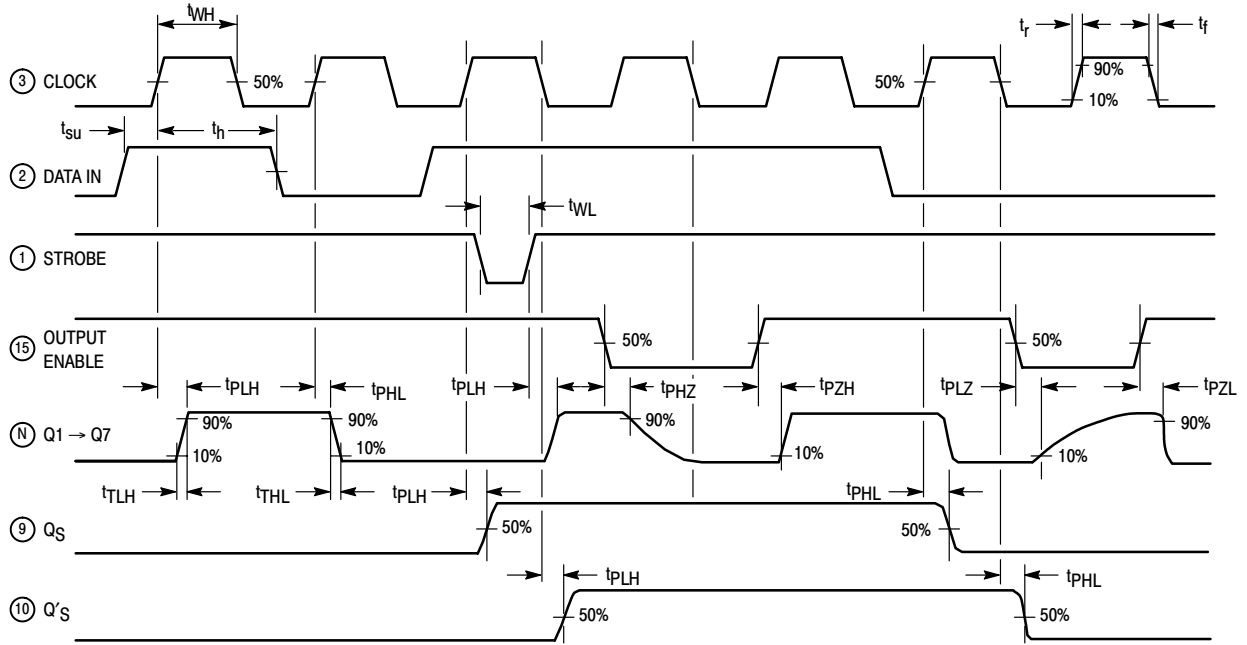 tWH
tr
tf
3 CLOCK
50%
50%
90%
10%
tsu
th
2 DATA IN
tWL
1 STROBE
15 OUTPUT
ENABLE
50%
50%
tPLH
tPHL
tPLH
tPHZ
tPZH
tPLZ
tPZL
N Q1 → Q7
90%
90%
90%
90%
10%
10%
10%
10%
tTLH
tTHL
tPLH
tPHL
9 QS
50%
50%
tPLH
tPHL
10 Q′S
50%
50%